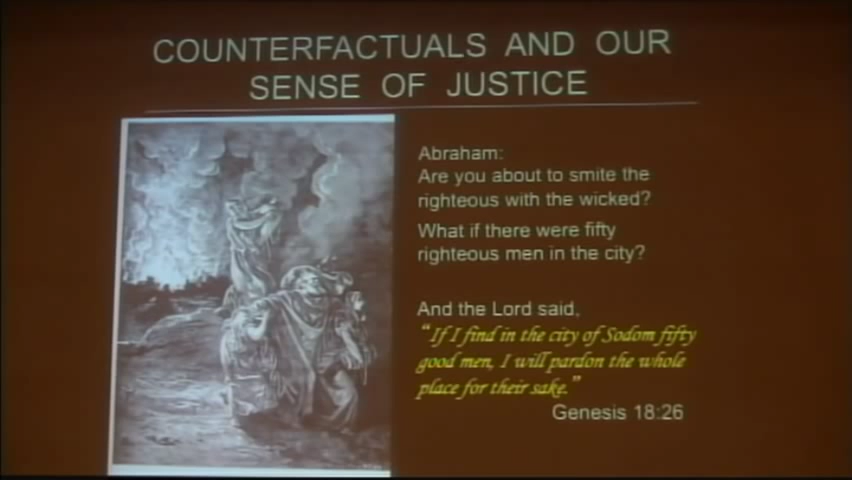 COUNTERFACTUALS AND OUR
SENSE OF JUSTICE
Abraham:
Are you about to smite the
righteous with the wicked?
What if there were fifty
righteous men in the city?
And the Lord said,
“If I find in the city of Sodom fifty
good men, I will pardon the whole
place for their sake.”
Genesis 18:26